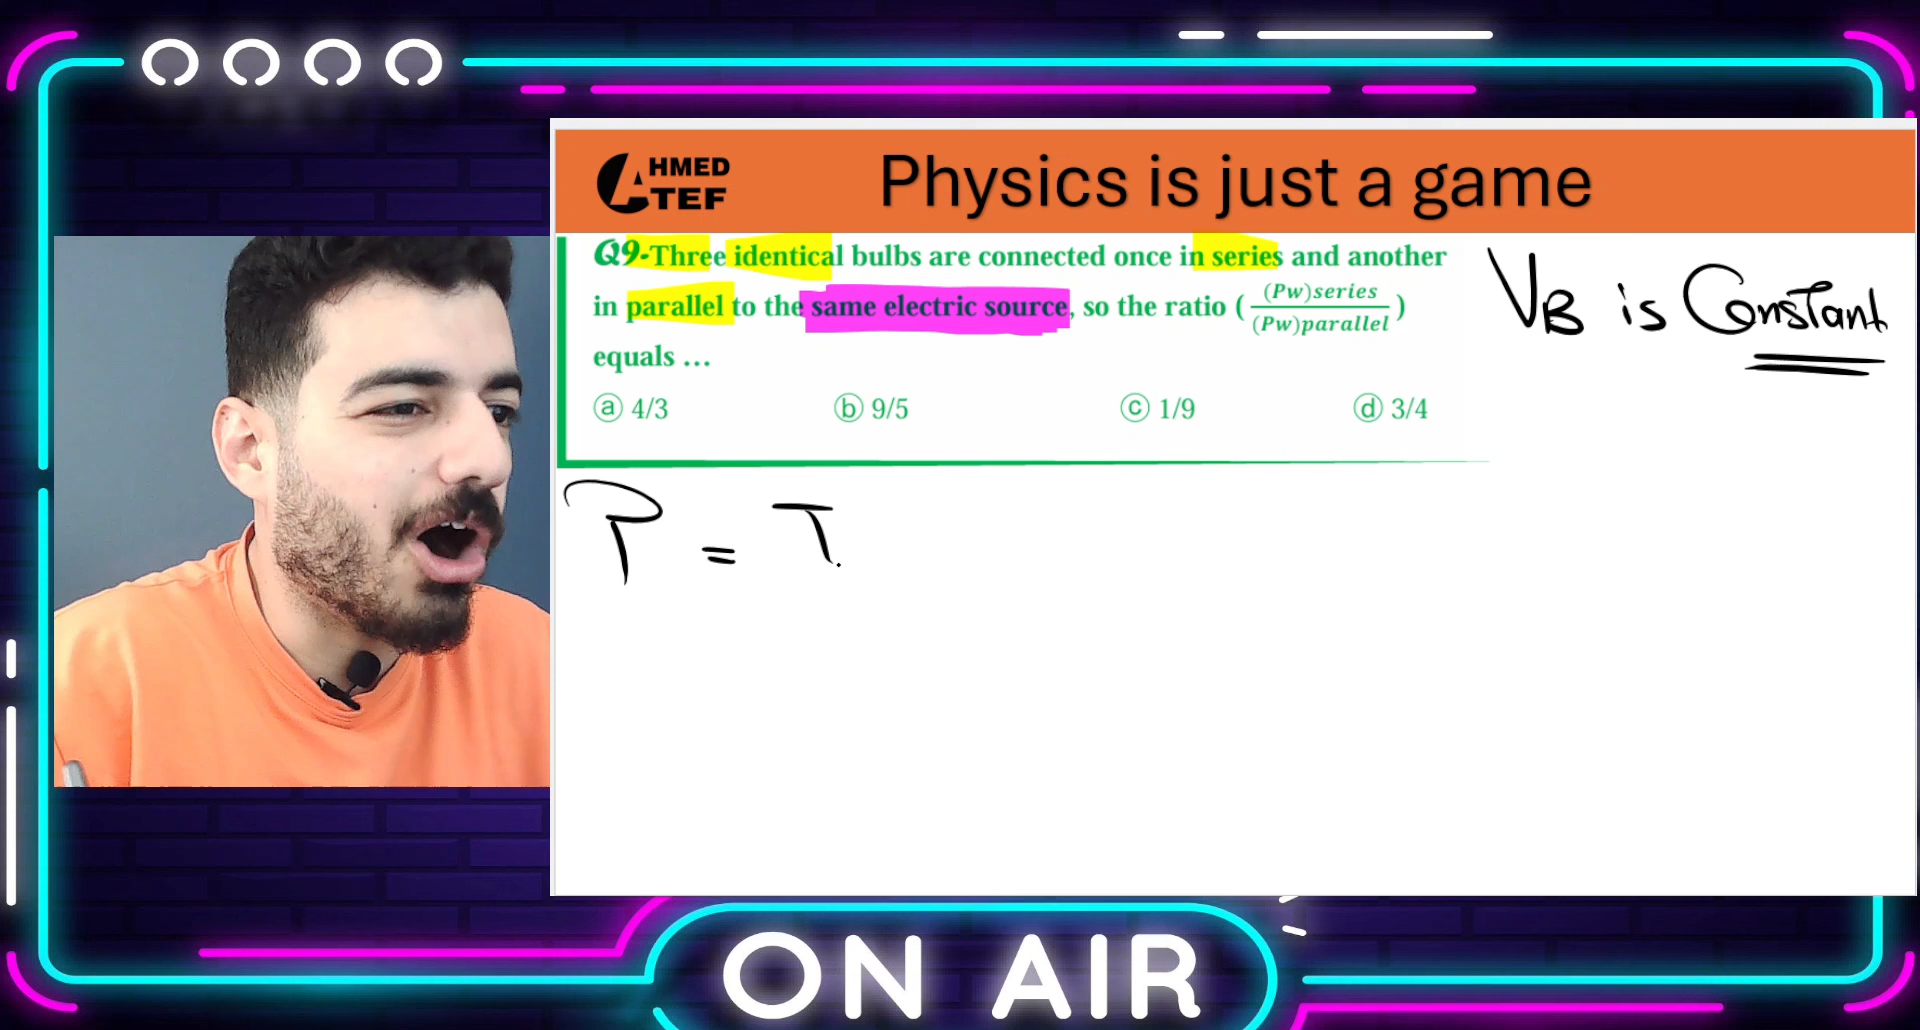 AHMED
ATEF
Physics is just a game
Q9-Three identical bulbs are connected once in series and another
in parallel to the same electric source, so the ratio ( (Pw)series / (Pw)parallel )
equals ...
ⓐ 4/3 ⓑ 9/5 ⓒ 1/9 ⓓ 3/4
VB is Constant
P =
ON AIR